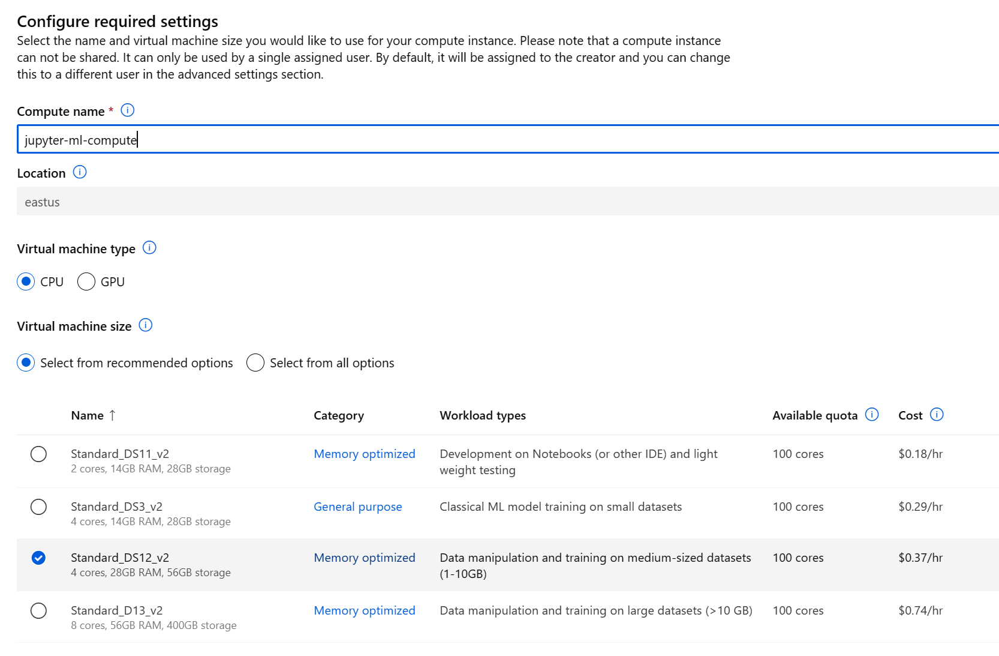 Configure required settings
Select the name and virtual machine size you would like to use for your compute instance. Please note that a compute instance
can not be shared. It can only be used by a single assigned user. By default, it will be assigned to the creator and you can change
this to a different user in the advanced settings section.
Compute name *
jupyter-ml-compute
Location
eastus
Virtual machine type
CPU GPU
Virtual machine size
Select from recommended options Select from all options
Name ↑ Category Workload types Available quota Cost
Standard_DS11_v2 Memory optimized Development on Notebooks (or other IDE) and light 100 cores $0.18/hr
2 cores, 14GB RAM, 28GB storage weight testing
Standard_DS3_v2 General purpose Classical ML model training on small datasets 100 cores $0.29/hr
4 cores, 14GB RAM, 28GB storage
Standard_DS12_v2 Memory optimized Data manipulation and training on medium-sized datasets 100 cores $0.37/hr
4 cores, 28GB RAM, 56GB storage (1-10GB)
Standard_D13_v2 Memory optimized Data manipulation and training on large datasets (>10 GB) 100 cores $0.74/hr
8 cores, 56GB RAM, 400GB storage